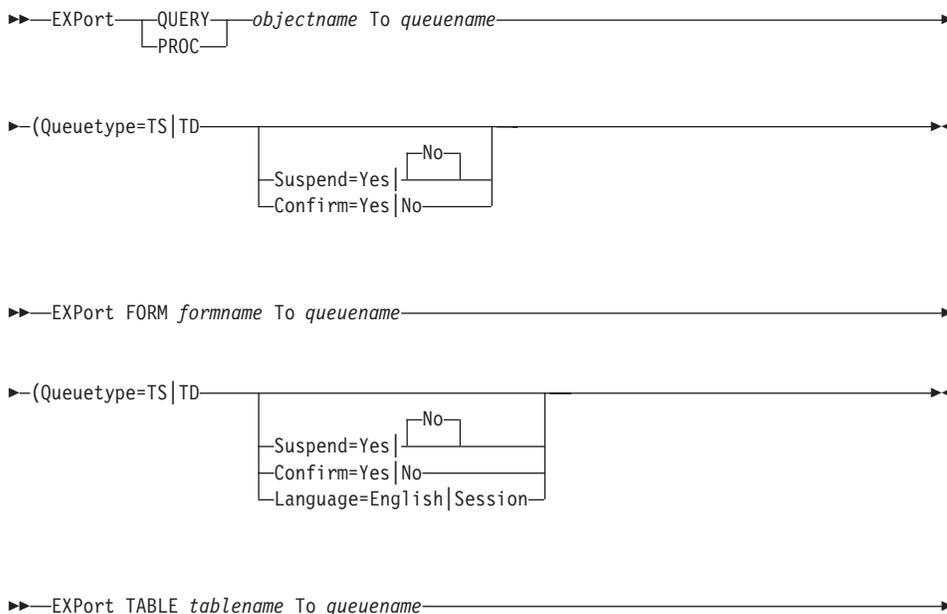 EXPort QUERY objectname To queuename
PROC
(Queuetype=TS|TD
No
Suspend=Yes|
Confirm=Yes|No
EXPort FORM formname To queuename
(Queuetype=TS|TD
No
Suspend=Yes|
Confirm=Yes|No
Language=English|Session
EXPort TABLE tablename To queuename